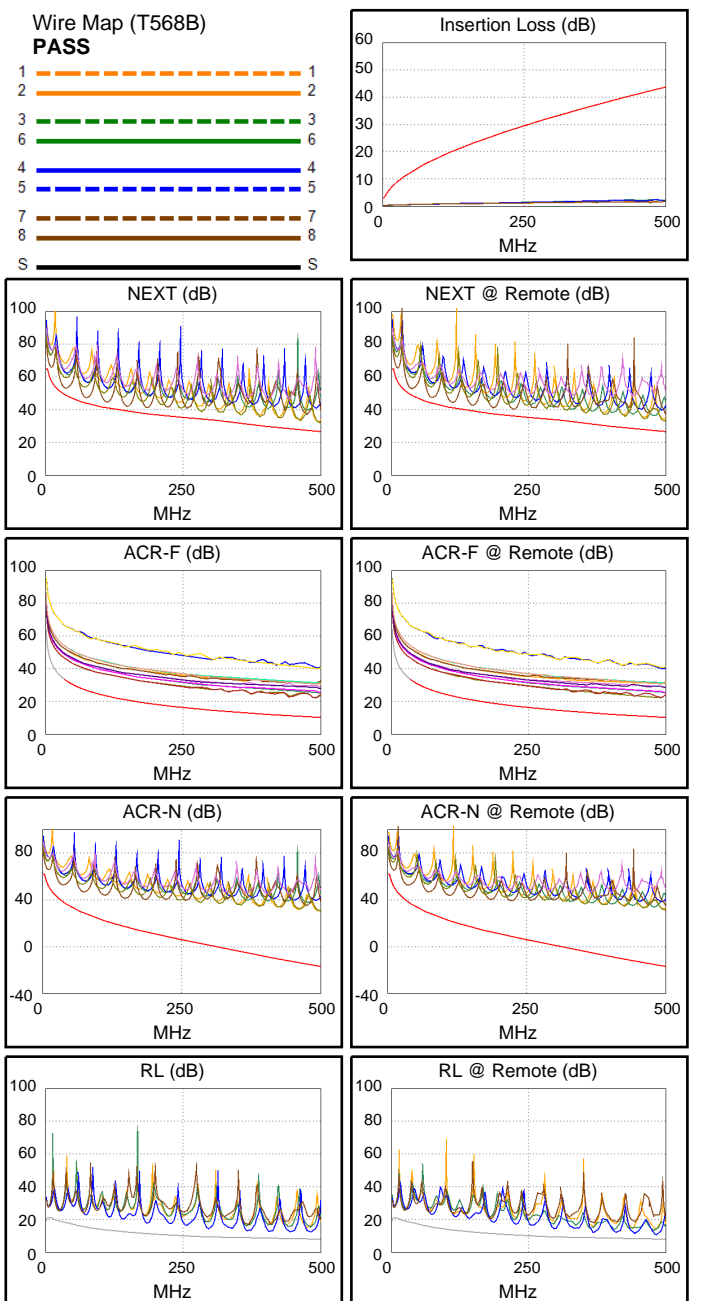 Wire Map (T568B)
PASS
1 1
2 2
3 3
6 6
4 4
5 5
7 7
8 8
S S
Insertion Loss (dB)
60
50
40
30
20
10
0
0 250 500
MHz
NEXT (dB)
100
80
60
40
20
0
0 250 500
MHz
NEXT @ Remote (dB)
100
80
60
40
20
0
0 250 500
MHz
ACR-F (dB)
100
80
60
40
20
0
0 250 500
MHz
ACR-F @ Remote (dB)
100
80
60
40
20
0
0 250 500
MHz
ACR-N (dB)
80
40
0
-40
0 250 500
MHz
ACR-N @ Remote (dB)
80
40
0
-40
0 250 500
MHz
RL (dB)
100
80
60
40
20
0
0 250 500
MHz
RL @ Remote (dB)
100
80
60
40
20
0
0 250 500
MHz